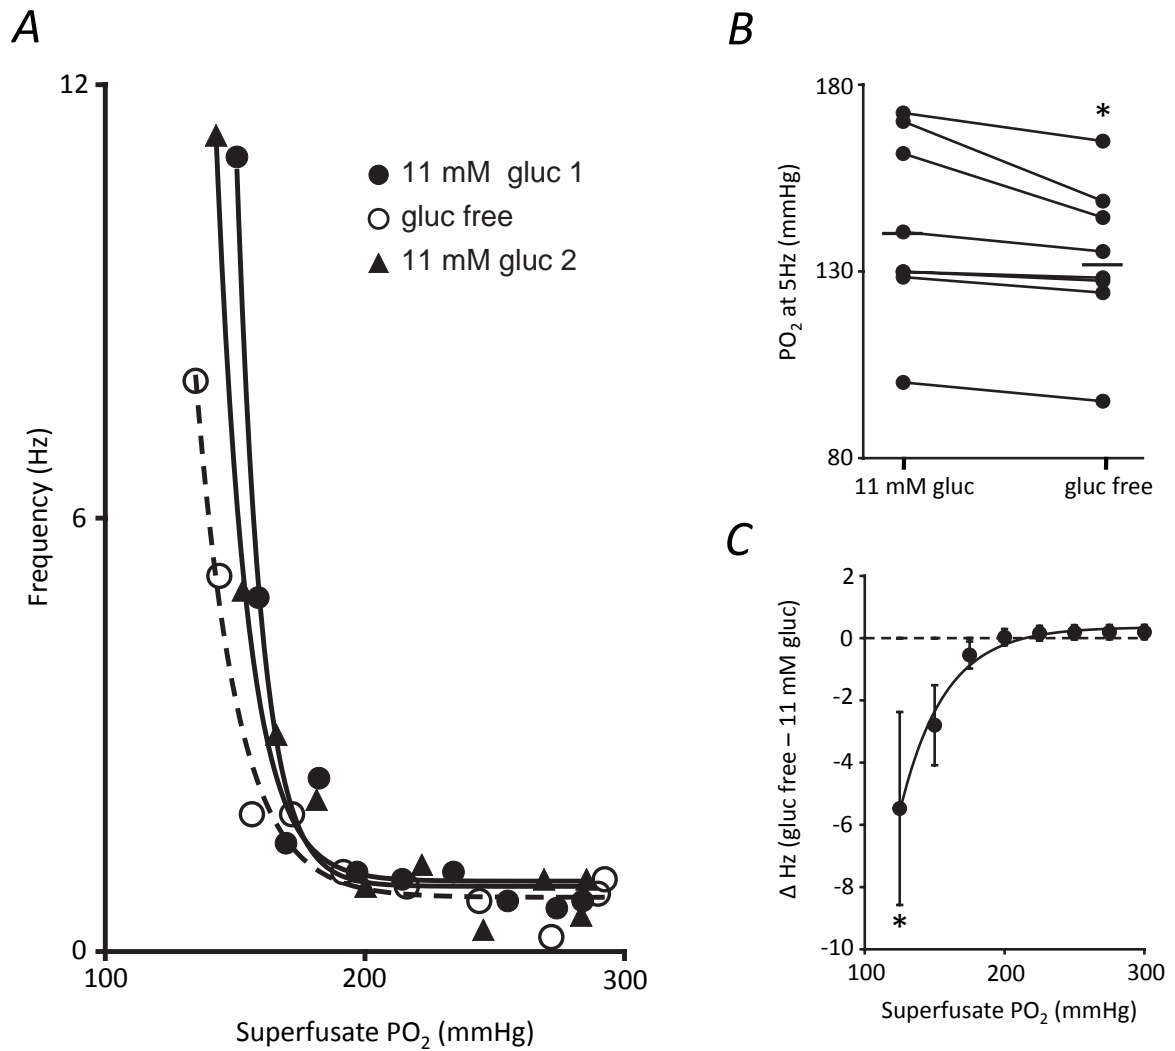 A
12
6
0
100
200
300
Frequency (Hz)
Superfusate PO₂ (mmHg)
11 mM  gluc 1
gluc free
11 mM gluc 2
B
180
130
80
PO₂ at 5Hz (mmHg)
*
11 mM gluc
gluc free
C
2
0
-2
-4
-6
-8
-10
Δ Hz (gluc free – 11 mM gluc)
*
100
200
300
Superfusate PO₂ (mmHg)